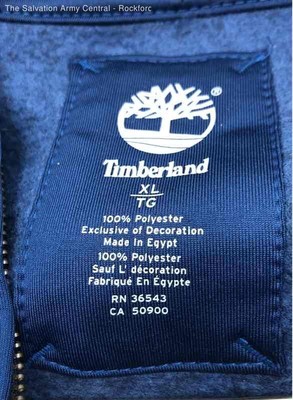 The Salvation Army Central - Rockford
®
Timberland
XL
TG
100% Polyester
Exclusive of Decoration
Made In Egypt
100% Polyester
Sauf L' décoration
Fabriqué En Égypte
RN 36543
CA 50900